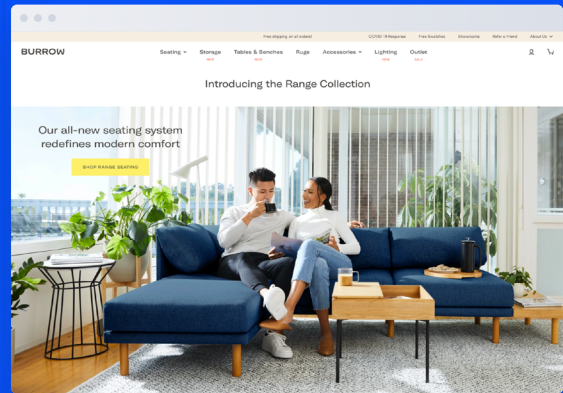 Free shipping on all orders!
COVID-19 Response Free Swatches Showrooms Refer a Friend About Us
BURROW
Seating Storage Tables & Benches Rugs Accessories Lighting Outlet
NEW NEW NEW SALE
Introducing the Range Collection
Our all-new seating system
redefines modern comfort
SHOP RANGE SEATING